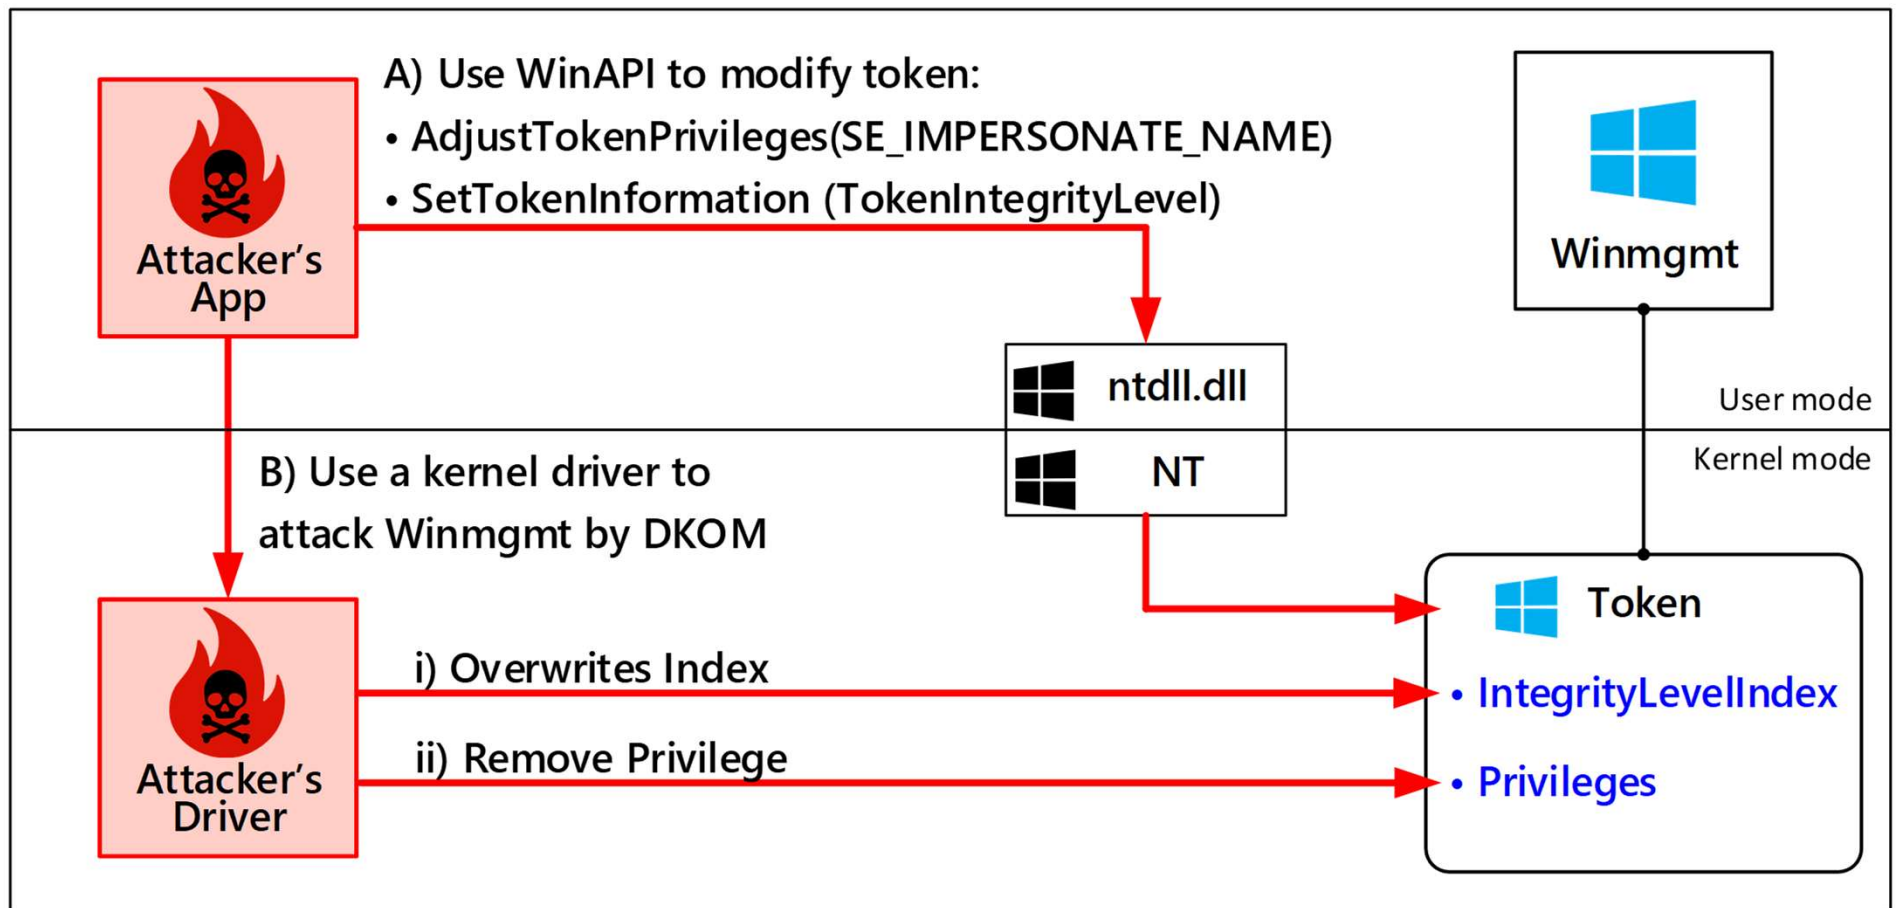 A) Use WinAPI to modify token:
• AdjustTokenPrivileges(SE_IMPERSONATE_NAME)
• SetTokenInformation (TokenIntegrityLevel)
Attacker's
App
Winmgmt
ntdll.dll
User mode
Kernel mode
NT
B) Use a kernel driver to
attack Winmgmt by DKOM
Token
i) Overwrites Index
• IntegrityLevelIndex
ii) Remove Privilege
• Privileges
Attacker's
Driver